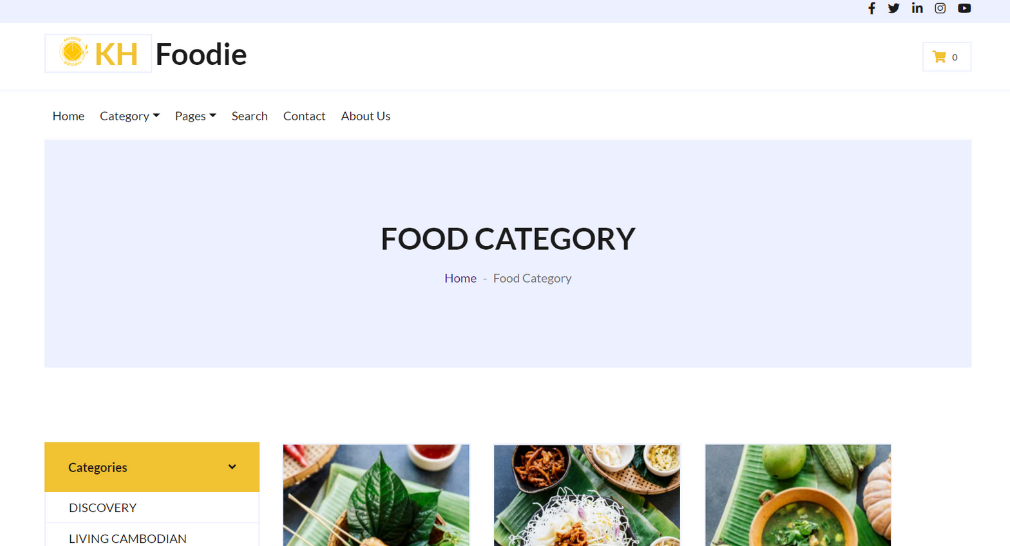 KH Foodie
0
Home Category Pages Search Contact About Us
FOOD CATEGORY
Home - Food Category
Categories
DISCOVERY
LIVING CAMBODIAN